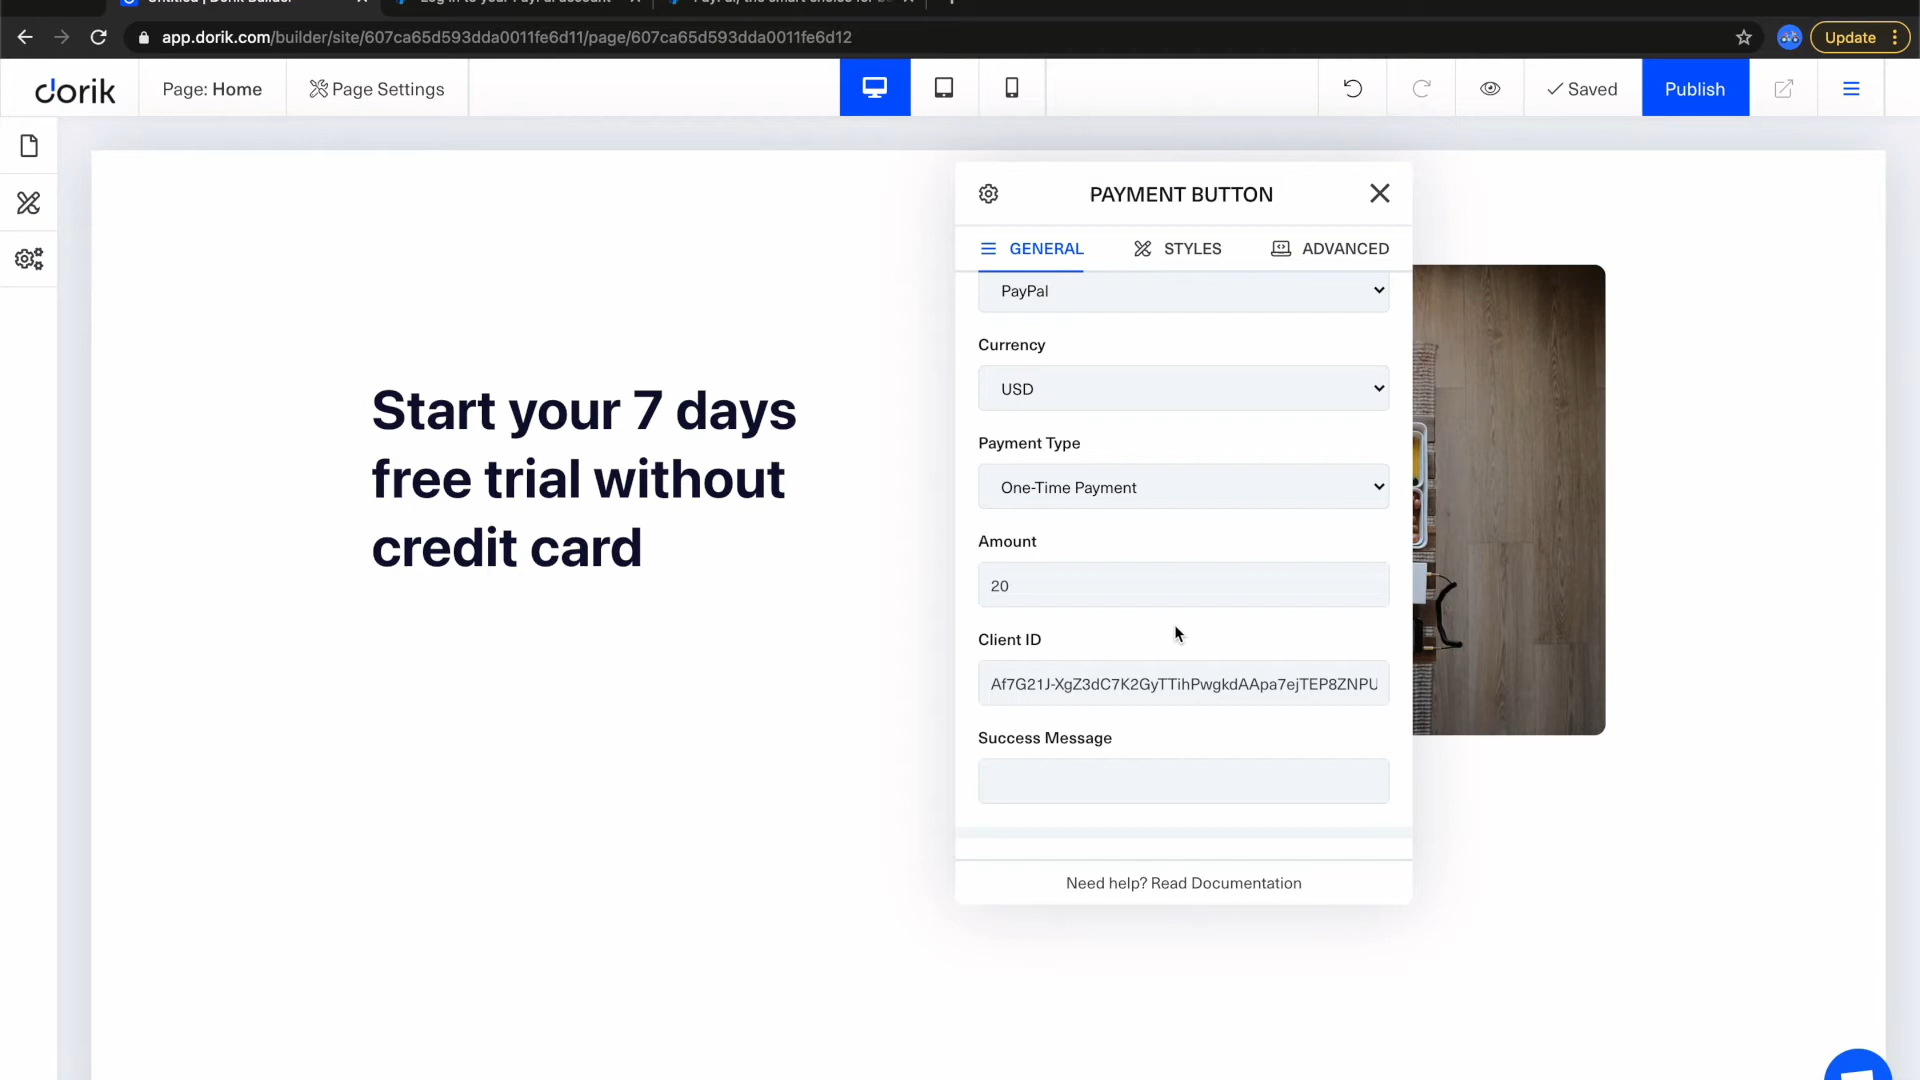 app.dorik.com/builder/site/607ca65d593dda0011fe6d11/page/607ca65d593dda0011fe6d12
Update
dorik
Page: Home
Page Settings
Saved
Publish
PAYMENT BUTTON
GENERAL
STYLES
ADVANCED
PayPal
Currency
USD
Payment Type
One-Time Payment
Amount
20
Client ID
Af7G21J-XgZ3dC7K2GyTTihPwgkdAApa7ejTEP8ZNPU
Success Message
Need help? Read Documentation
Start your 7 days
free trial without
credit card